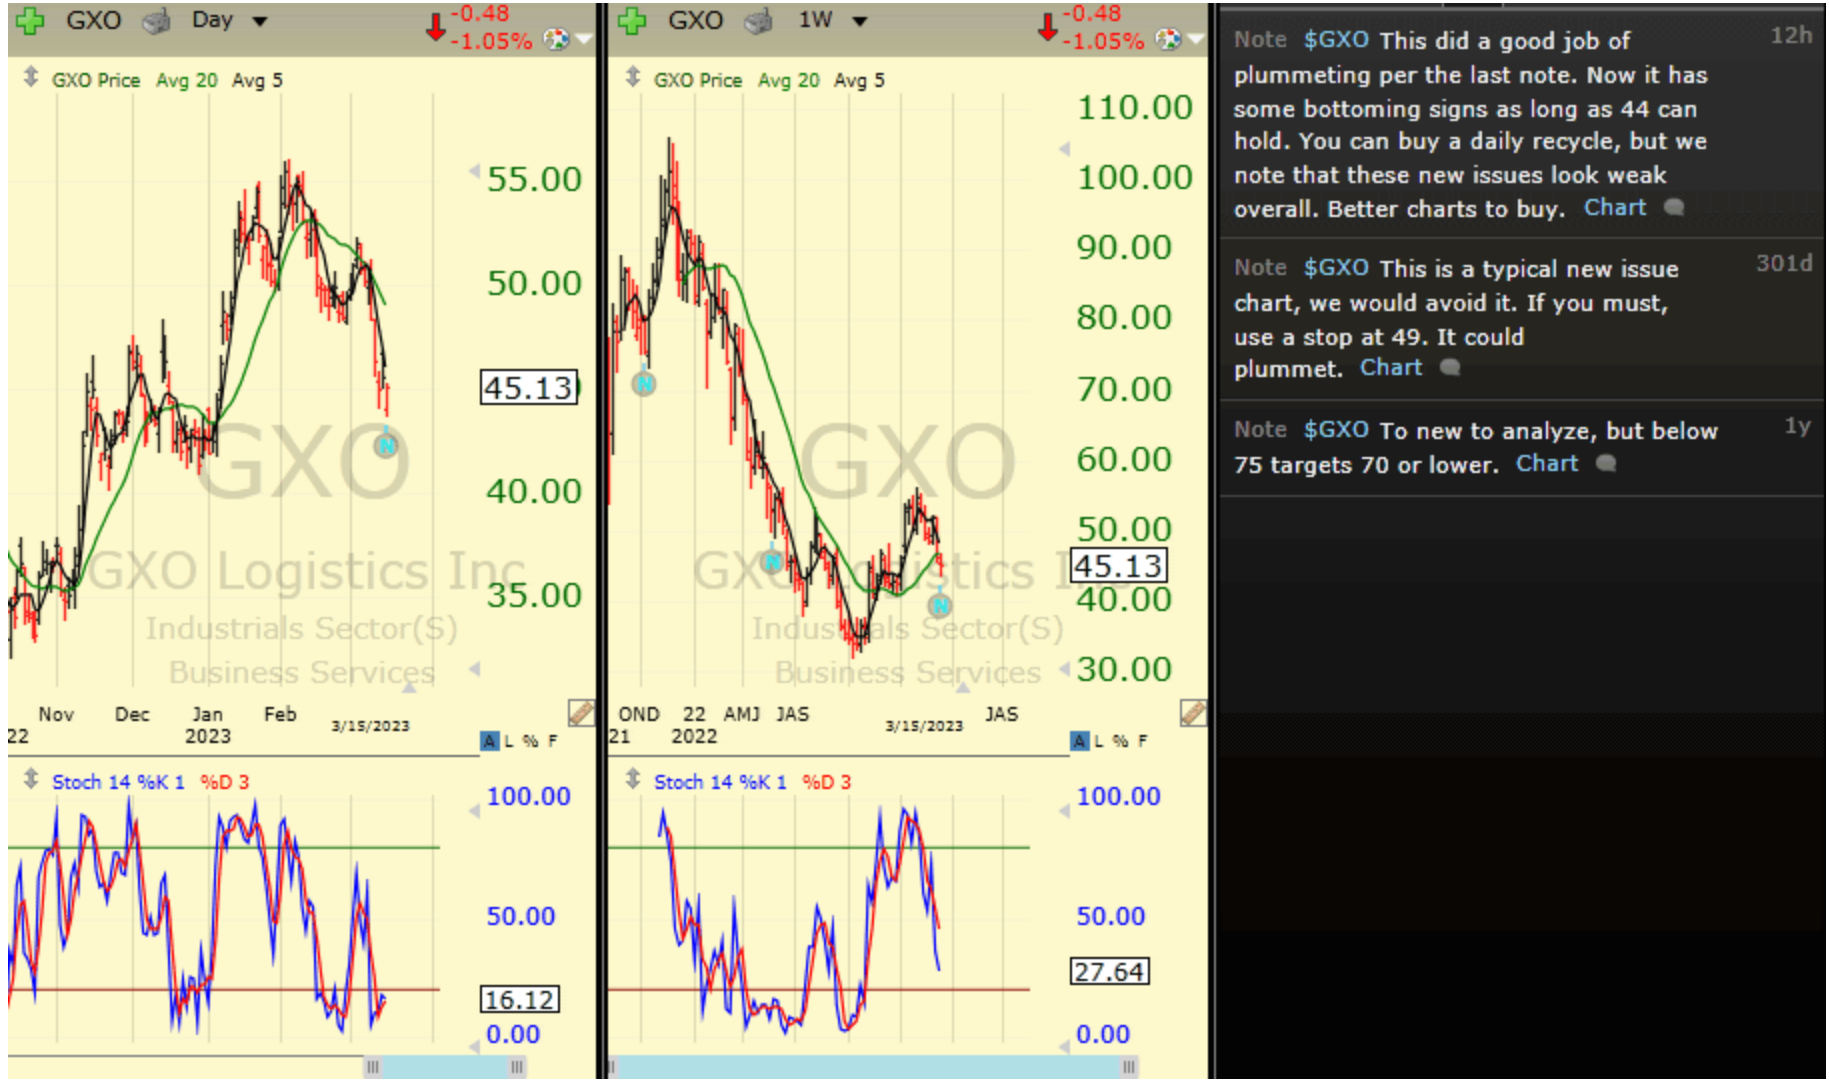 GXO Day -0.48
-1.05%
GXO Price Avg 20 Avg 5
55.00
50.00
45.13
40.00
35.00
GXO
GXO Logistics Inc
Industrials Sector(S)
Business Services
N
Nov Dec Jan Feb 3/15/2023
22 2023
A L % F
Stoch 14 %K 1 %D 3
100.00
50.00
16.12
0.00
GXO 1W -0.48
-1.05%
GXO Price Avg 20 Avg 5
110.00
100.00
90.00
80.00
70.00
60.00
50.00
45.13
40.00
30.00
GXO
GXO Logistics I
Industrials Sector(S)
Business Services
N
N
N
OND 22 AMJ JAS 3/15/2023 JAS
21 2022
A L % F
Stoch 14 %K 1 %D 3
100.00
50.00
27.64
0.00
Note $GXO This did a good job of 12h
plummeting per the last note. Now it has
some bottoming signs as long as 44 can
hold. You can buy a daily recycle, but we
note that these new issues look weak
overall. Better charts to buy. Chart
Note $GXO This is a typical new issue 301d
chart, we would avoid it. If you must,
use a stop at 49. It could
plummet. Chart
Note $GXO To new to analyze, but below 1y
75 targets 70 or lower. Chart